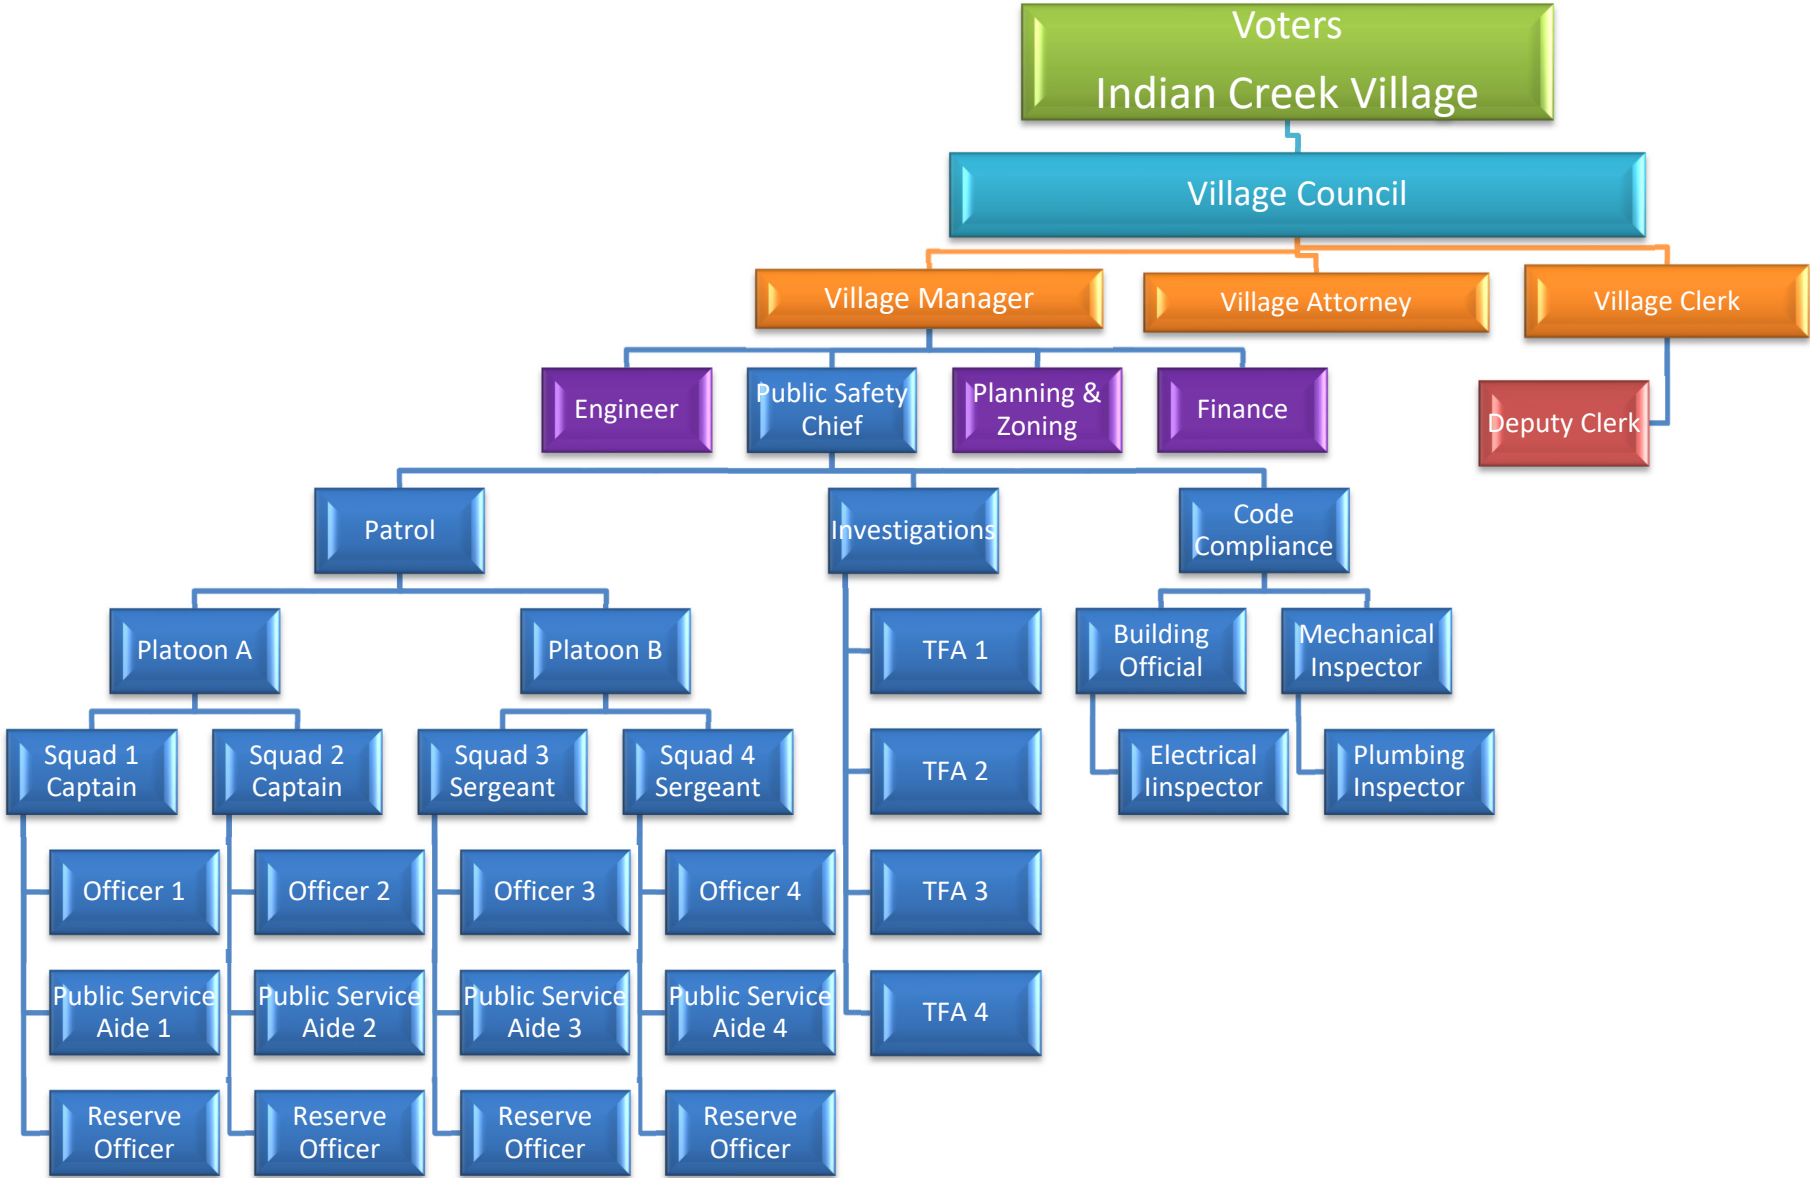 Voters
Indian Creek Village
Village Council
Village Manager
Village Attorney
Village Clerk
Engineer
Public Safety
Chief
Planning &
Zoning
Finance
Deputy Clerk
Patrol
Investigations
Code
Compliance
Platoon A
Platoon B
TFA 1
Building
Official
Mechanical
Inspector
Squad 1
Captain
Squad 2
Captain
Squad 3
Sergeant
Squad 4
Sergeant
TFA 2
Electrical
Iinspector
Plumbing
Inspector
Officer 1
Officer 2
Officer 3
Officer 4
TFA 3
Public Service
Aide 1
Public Service
Aide 2
Public Service
Aide 3
Public Service
Aide 4
TFA 4
Reserve
Officer
Reserve
Officer
Reserve
Officer
Reserve
Officer